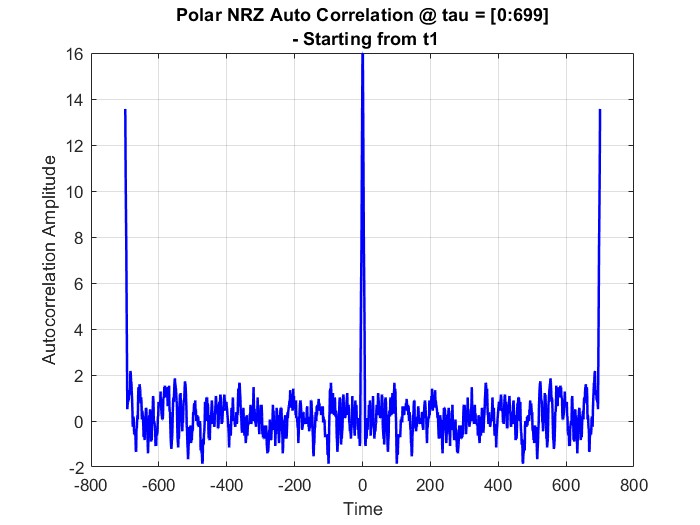 Polar NRZ Auto Correlation @ tau = [0:699]
- Starting from t1
16
14
12
10
8
6
4
2
0
-2
Autocorrelation Amplitude
-800 -600 -400 -200 0 200 400 600 800
Time